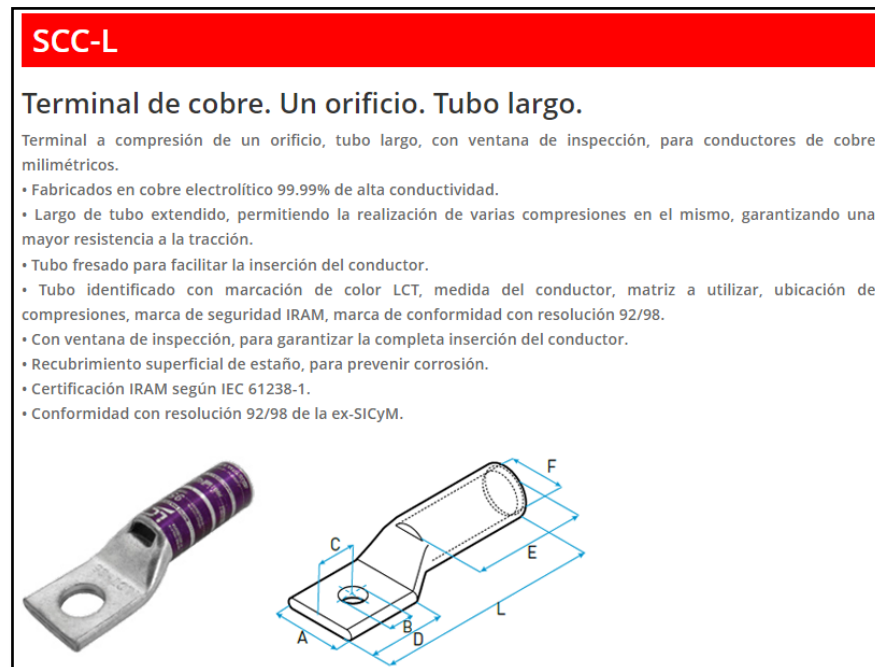 SCC-L
Terminal de cobre. Un orificio. Tubo largo.
Terminal a compresión de un orificio, tubo largo, con ventana de inspección, para conductores de cobre
milimétricos.
• Fabricados en cobre electrolítico 99.99% de alta conductividad.
• Largo de tubo extendido, permitiendo la realización de varias compresiones en el mismo, garantizando una
mayor resistencia a la tracción.
• Tubo fresado para facilitar la inserción del conductor.
• Tubo identificado con marcación de color LCT, medida del conductor, matriz a utilizar, ubicación de
compresiones, marca de seguridad IRAM, marca de conformidad con resolución 92/98.
• Con ventana de inspección, para garantizar la completa inserción del conductor.
• Recubrimiento superficial de estaño, para prevenir corrosión.
• Certificación IRAM según IEC 61238-1.
• Conformidad con resolución 92/98 de la ex-SICyM.
F
C
E
L
B
D
A